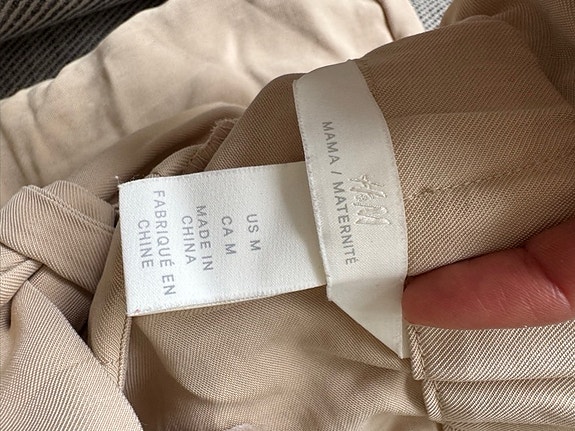 H&M
MAMA / MATERNITÉ
US M
CA M
MADE IN
CHINA
FABRIQUÉ EN
CHINE